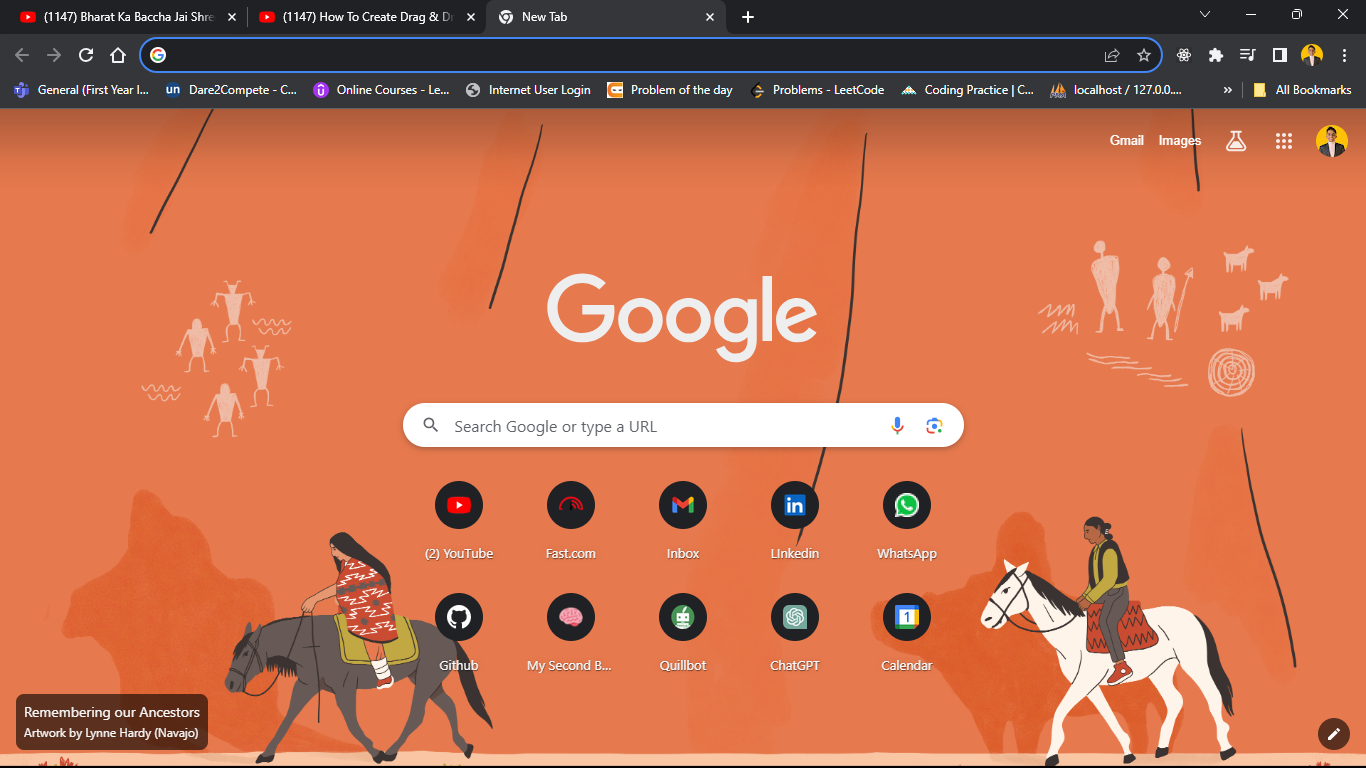 (1147) Bharat Ka Baccha Jai Shre
(1147) How To Create Drag & Dr
New Tab
General (First Year I...
un Dare2Compete - C...
Online Courses - Le...
Internet User Login
Problem of the day
Problems - LeetCode
Coding Practice | C...
localhost / 127.0.0....
»
All Bookmarks
Gmail Images
Google
Search Google or type a URL
(2) YouTube
Fast.com
Inbox
LInkedin
WhatsApp
Github
My Second B...
Quillbot
ChatGPT
Calendar
Remembering our Ancestors
Artwork by Lynne Hardy (Navajo)